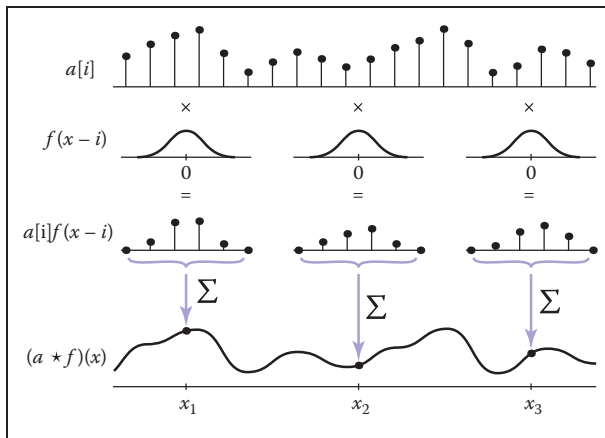 a[i]
× × ×
f(x – i)
0 0 0
= = =
a[i]f(x – i)
Σ Σ Σ
(a ⋆ f)(x)
x₁ x₂ x₃